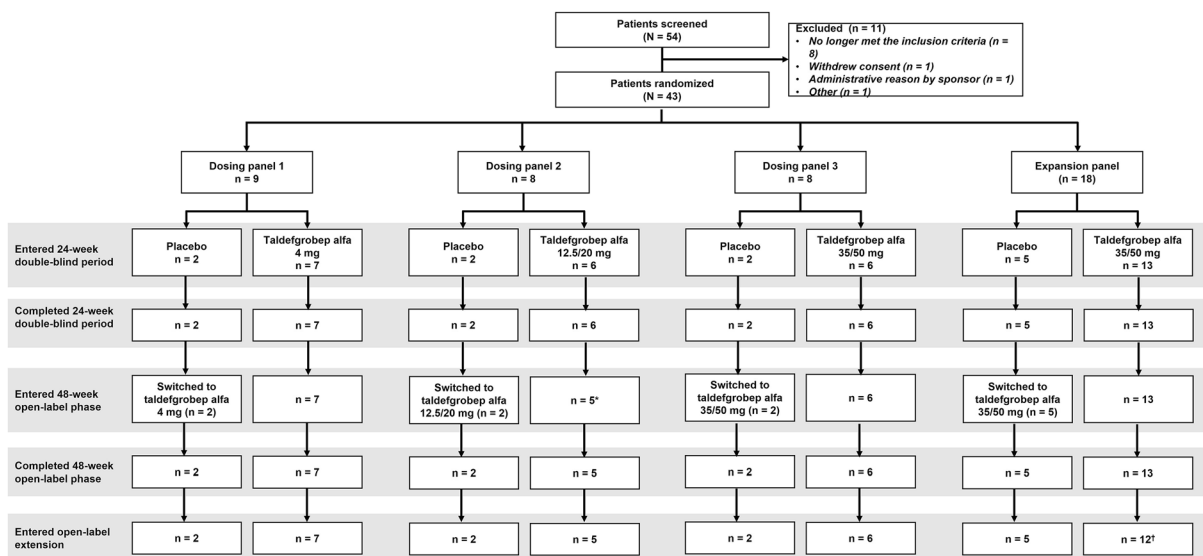 Patients screened
(N = 54)
Excluded  (n = 11)
• No longer met the inclusion criteria (n =
8)
• Withdrew consent (n = 1)
• Administrative reason by sponsor (n = 1)
• Other (n = 1)
Patients randomized
(N = 43)
Dosing panel 1
n = 9
Dosing panel 2
n = 8
Dosing panel 3
n = 8
Expansion panel
(n = 18)
Entered 24-week
double-blind period
Placebo
n = 2
Taldefgrobep alfa
4 mg
n = 7
Placebo
n = 2
Taldefgrobep alfa
12.5/20 mg
n = 6
Placebo
n = 2
Taldefgrobep alfa
35/50 mg
n = 6
Placebo
n = 5
Taldefgrobep alfa
35/50 mg
n = 13
Completed 24-week
double-blind period
n = 2
n = 7
n = 2
n = 6
n = 2
n = 6
n = 5
n = 13
Entered 48-week
open-label phase
Switched to
taldefgrobep alfa
4 mg (n = 2)
n = 7
Switched to
taldefgrobep alfa
12.5/20 mg (n = 2)
n = 5*
Switched to
taldefgrobep alfa
35/50 mg (n = 2)
n = 6
Switched to
taldefgrobep alfa
35/50 mg (n = 5)
n = 13
Completed 48-week
open-label phase
n = 2
n = 7
n = 2
n = 5
n = 2
n = 6
n = 5
n = 13
Entered open-label
extension
n = 2
n = 7
n = 2
n = 5
n = 2
n = 6
n = 5
n = 12†